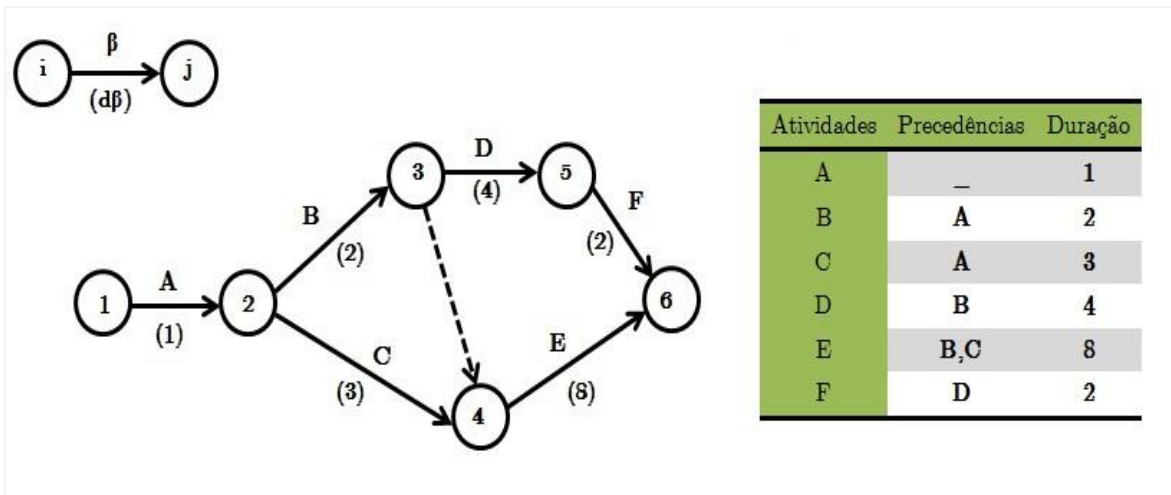 β
i j
(dβ)
D
3 5
(4)
B F
(2) (2)
A
1 2 6
(1)
C E
(3) (8)
4
Atividades Precedências Duração
A _ 1
B A 2
C A 3
D B 4
E B,C 8
F D 2